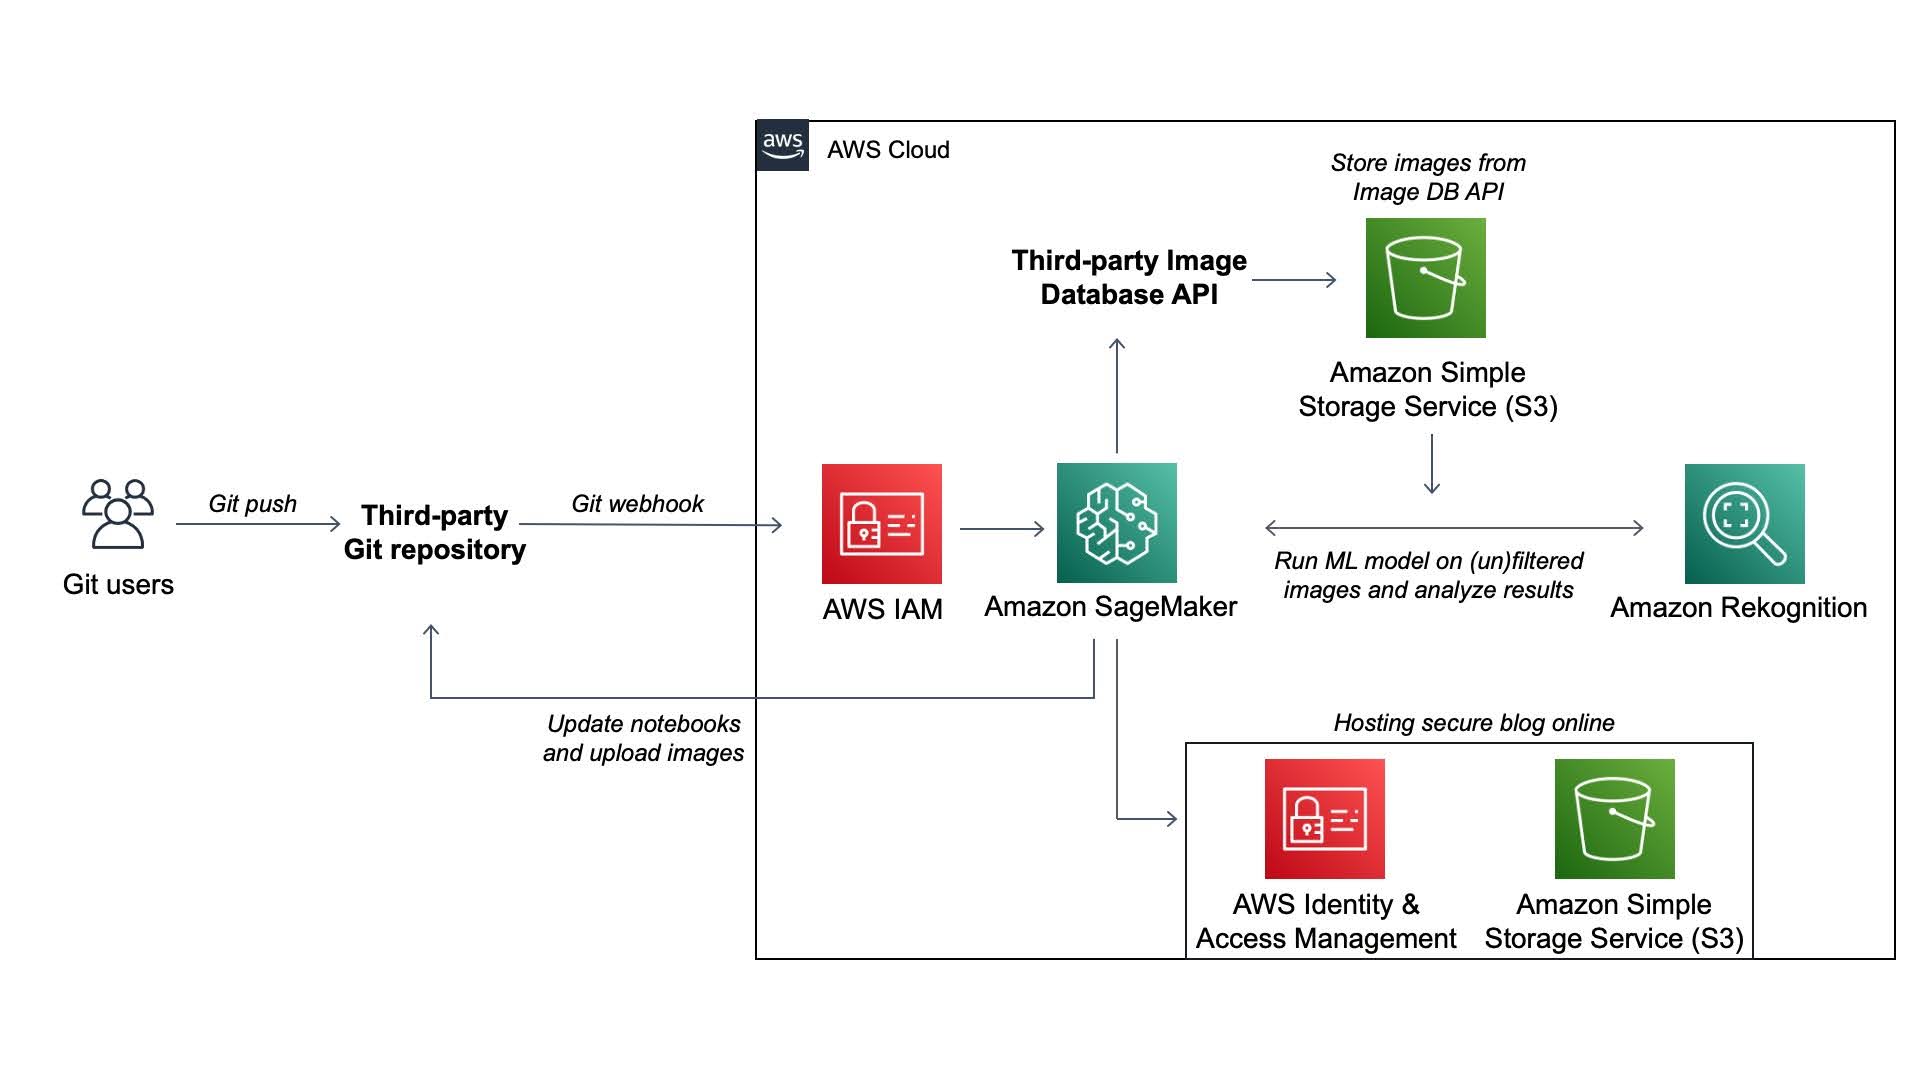 aws
AWS Cloud
Store images from
Image DB API
Third-party Image
Database API
Amazon Simple
Storage Service (S3)
Git push
Third-party
Git repository
Git webhook
Git users
AWS IAM
Amazon SageMaker
Run ML model on (un)filtered
images and analyze results
Amazon Rekognition
Update notebooks
and upload images
Hosting secure blog online
AWS Identity &
Access Management
Amazon Simple
Storage Service (S3)